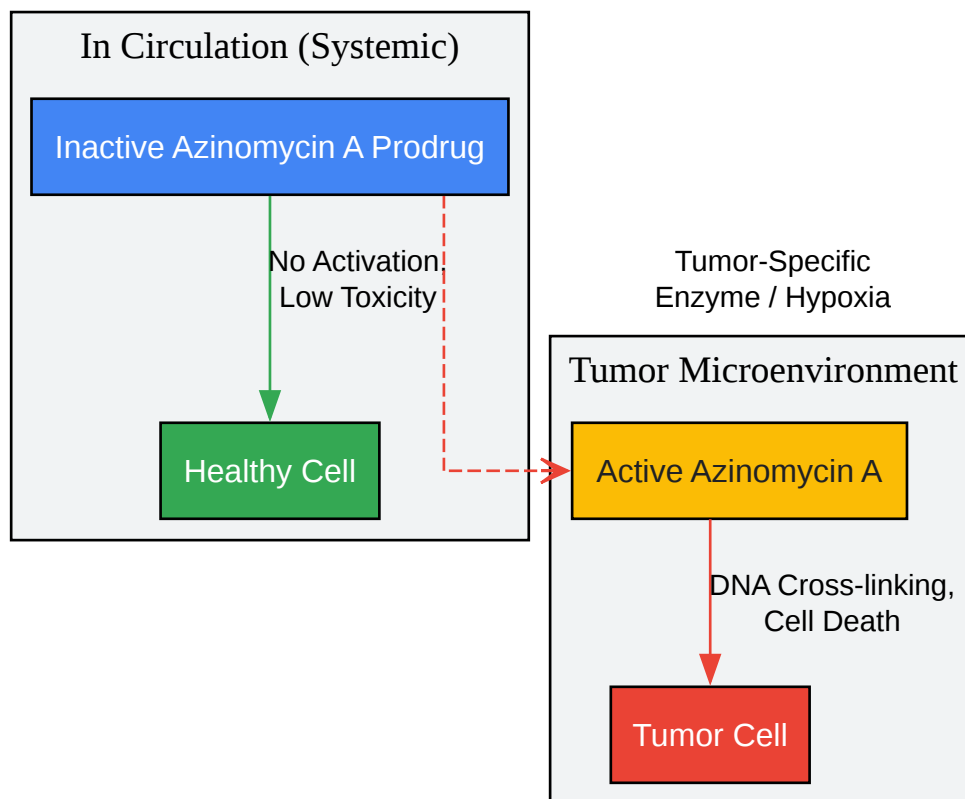 In Circulation (Systemic)
Inactive Azinomycin A Prodrug
No Activation,
Low Toxicity
Healthy Cell
Tumor-Specific
Enzyme / Hypoxia
Tumor Microenvironment
Active Azinomycin A
DNA Cross-linking,
Cell Death
Tumor Cell